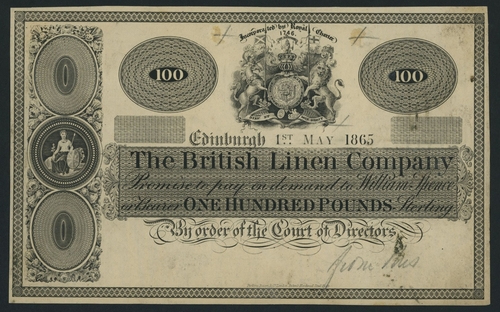 Incorporated by Royal Charter
1746
100 100
Edinburgh 1ST MAY 1865
The British Linen Company
Promise to pay on demand to William Spence
or bearer ONE HUNDRED POUNDS Sterling
By order of the Court of Directors